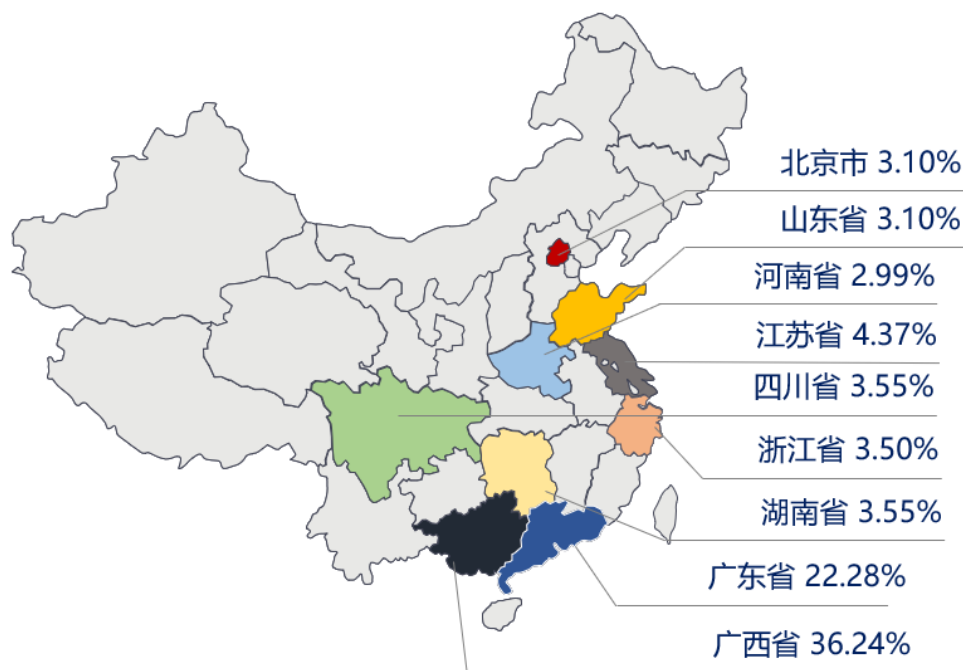 北京市 3.10%
山东省 3.10%
河南省 2.99%
江苏省 4.37%
四川省 3.55%
浙江省 3.50%
湖南省 3.55%
广东省 22.28%
广西省 36.24%